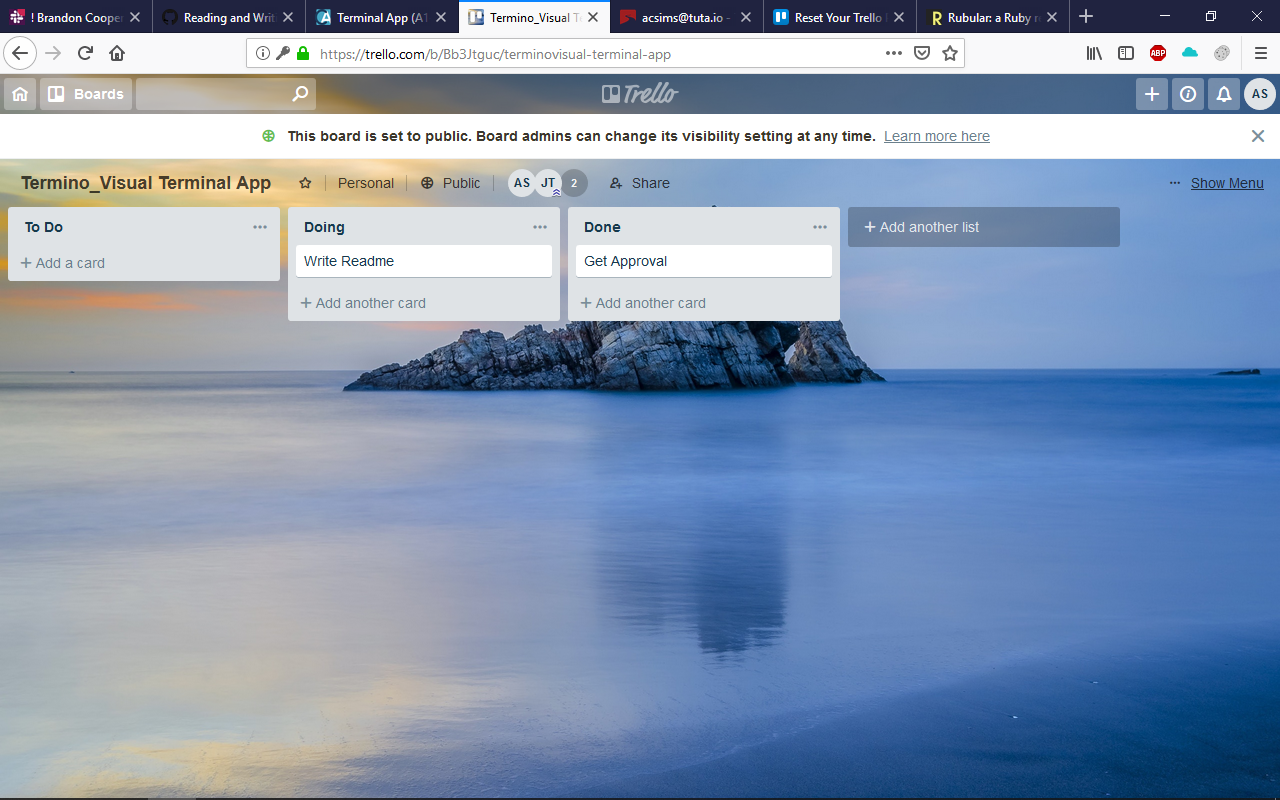 ! Brandon Cooper
Reading and Writ
Terminal App (A1
Termino_Visual Te
acsims@tuta.io -
Reset Your Trello
Rubular: a Ruby r
https://trello.com/b/Bb3Jtguc/terminovisual-terminal-app
ABP
Boards
Trello
AS
This board is set to public. Board admins can change its visibility setting at any time. Learn more here
Termino_Visual Terminal App
Personal
Public
AS
JT
2
Share
Show Menu
To Do
+ Add a card
Doing
Write Readme
+ Add another card
Done
Get Approval
+ Add another card
+ Add another list